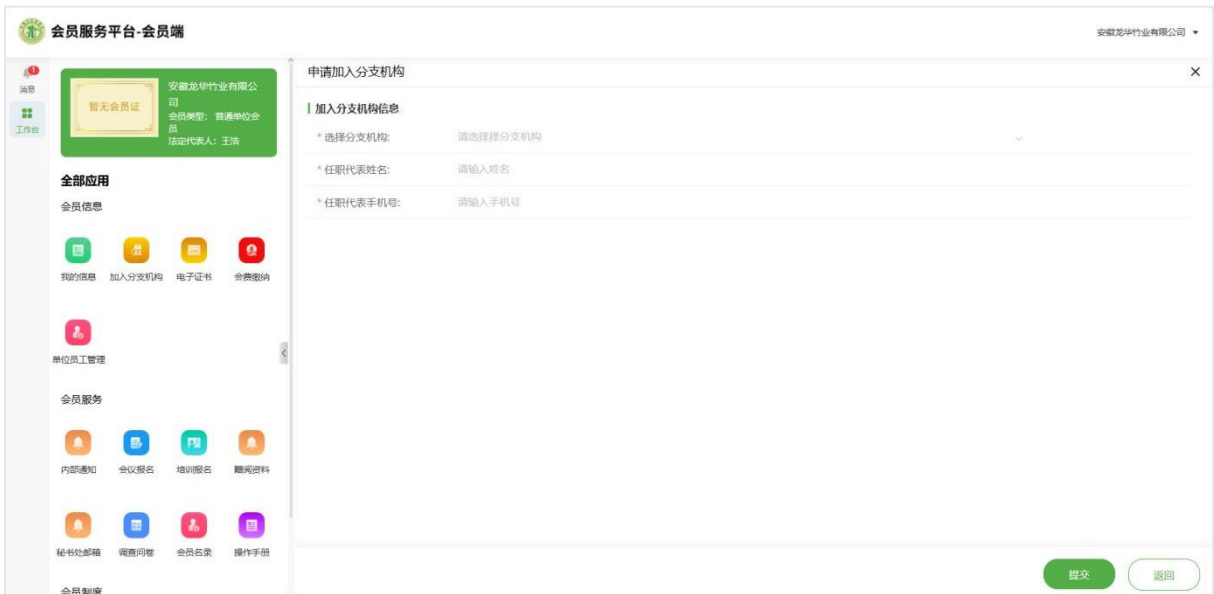 会员服务平台-会员端
安徽龙华竹业有限公司
1
消息
工作台
暂无会员证
安徽龙华竹业有限公
司
会员类型：普通单位会
员
法定代表人：王浩
全部应用
会员信息
我的信息 加入分支机构 电子证书 会费缴纳
单位员工管理
会员服务
内部通知 会议报名 培训报名 赠阅资料
秘书处邮箱 调查问卷 会员名录 操作手册
会员制度
申请加入分支机构
加入分支机构信息
* 选择分支机构: 请选择择分支机构
* 任职代表姓名: 请输入姓名
* 任职代表手机号: 请输入手机号
提交 返回